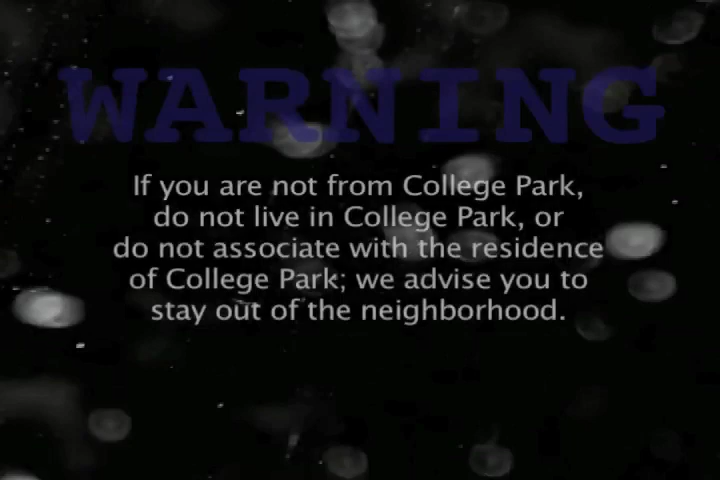 WARNING
If you are not from College Park,
do not live in College Park, or
do not associate with the residence
of College Park; we advise you to
stay out of the neighborhood.